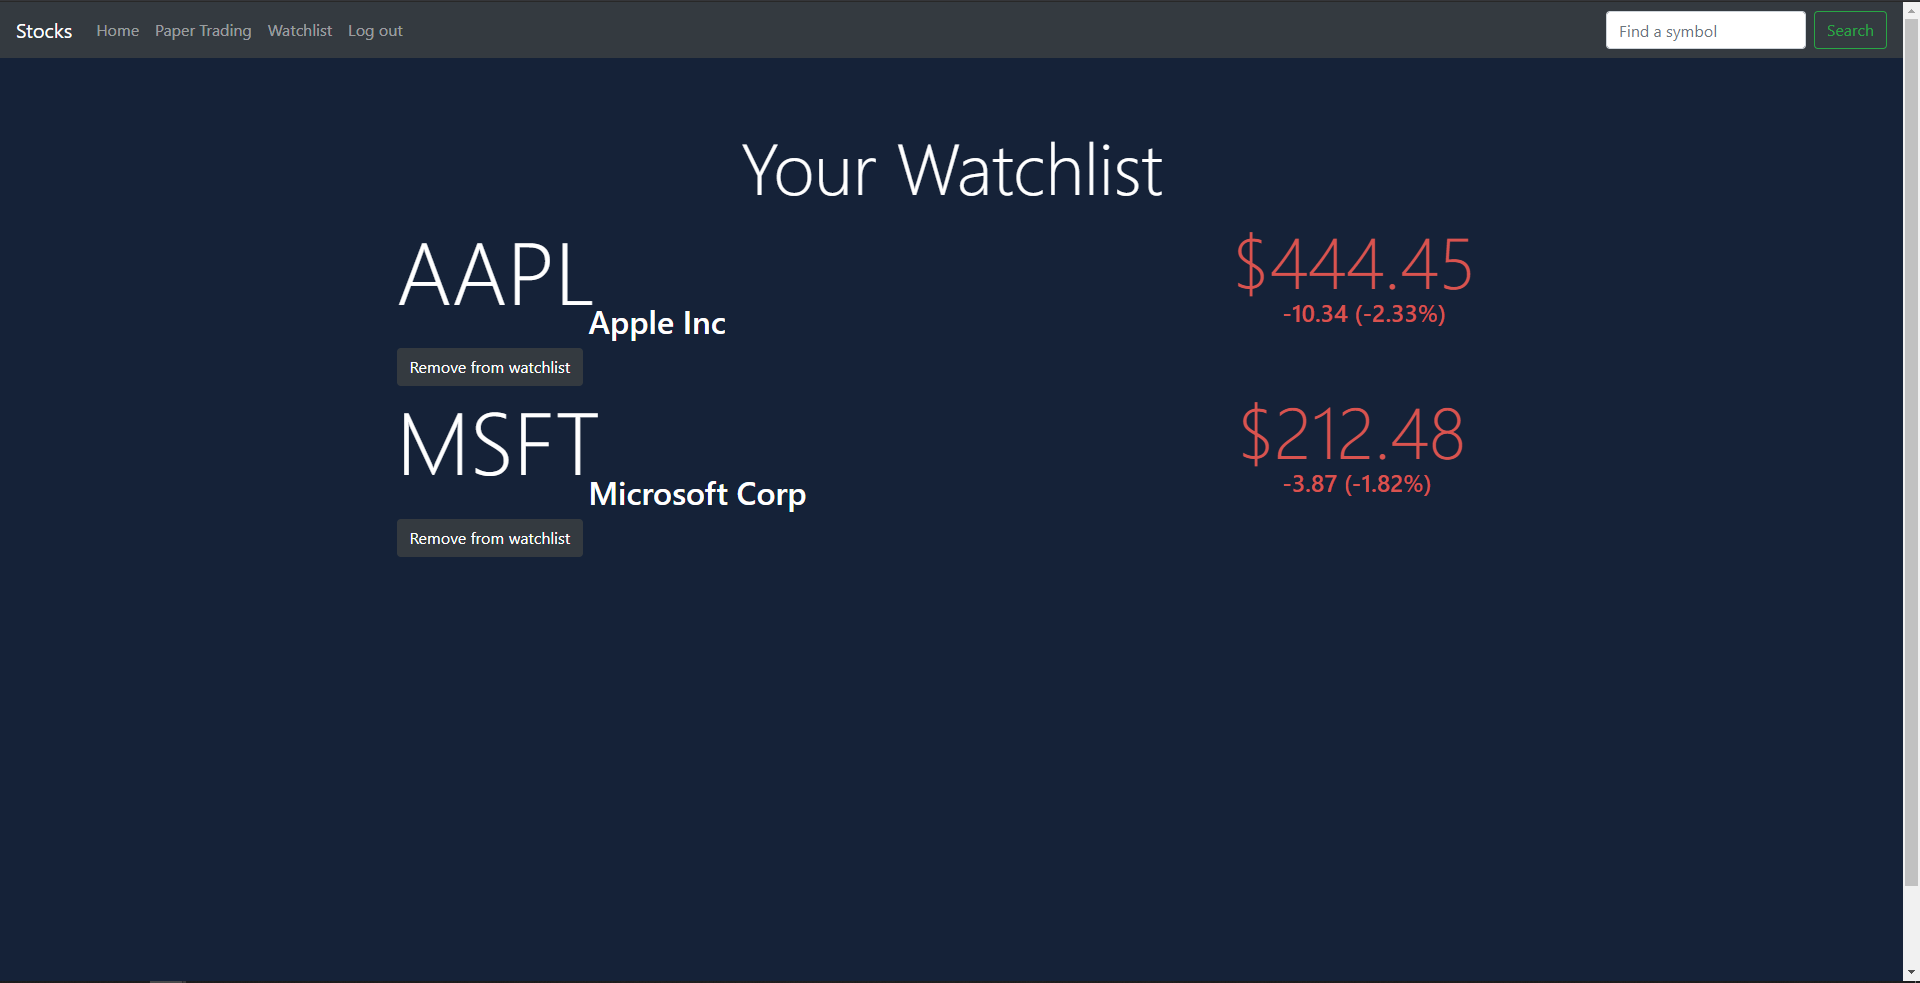 Stocks Home Paper Trading Watchlist Log out Find a symbol Search
Your Watchlist
AAPL $444.45
Apple Inc -10.34 (-2.33%)
Remove from watchlist
MSFT $212.48
Microsoft Corp -3.87 (-1.82%)
Remove from watchlist